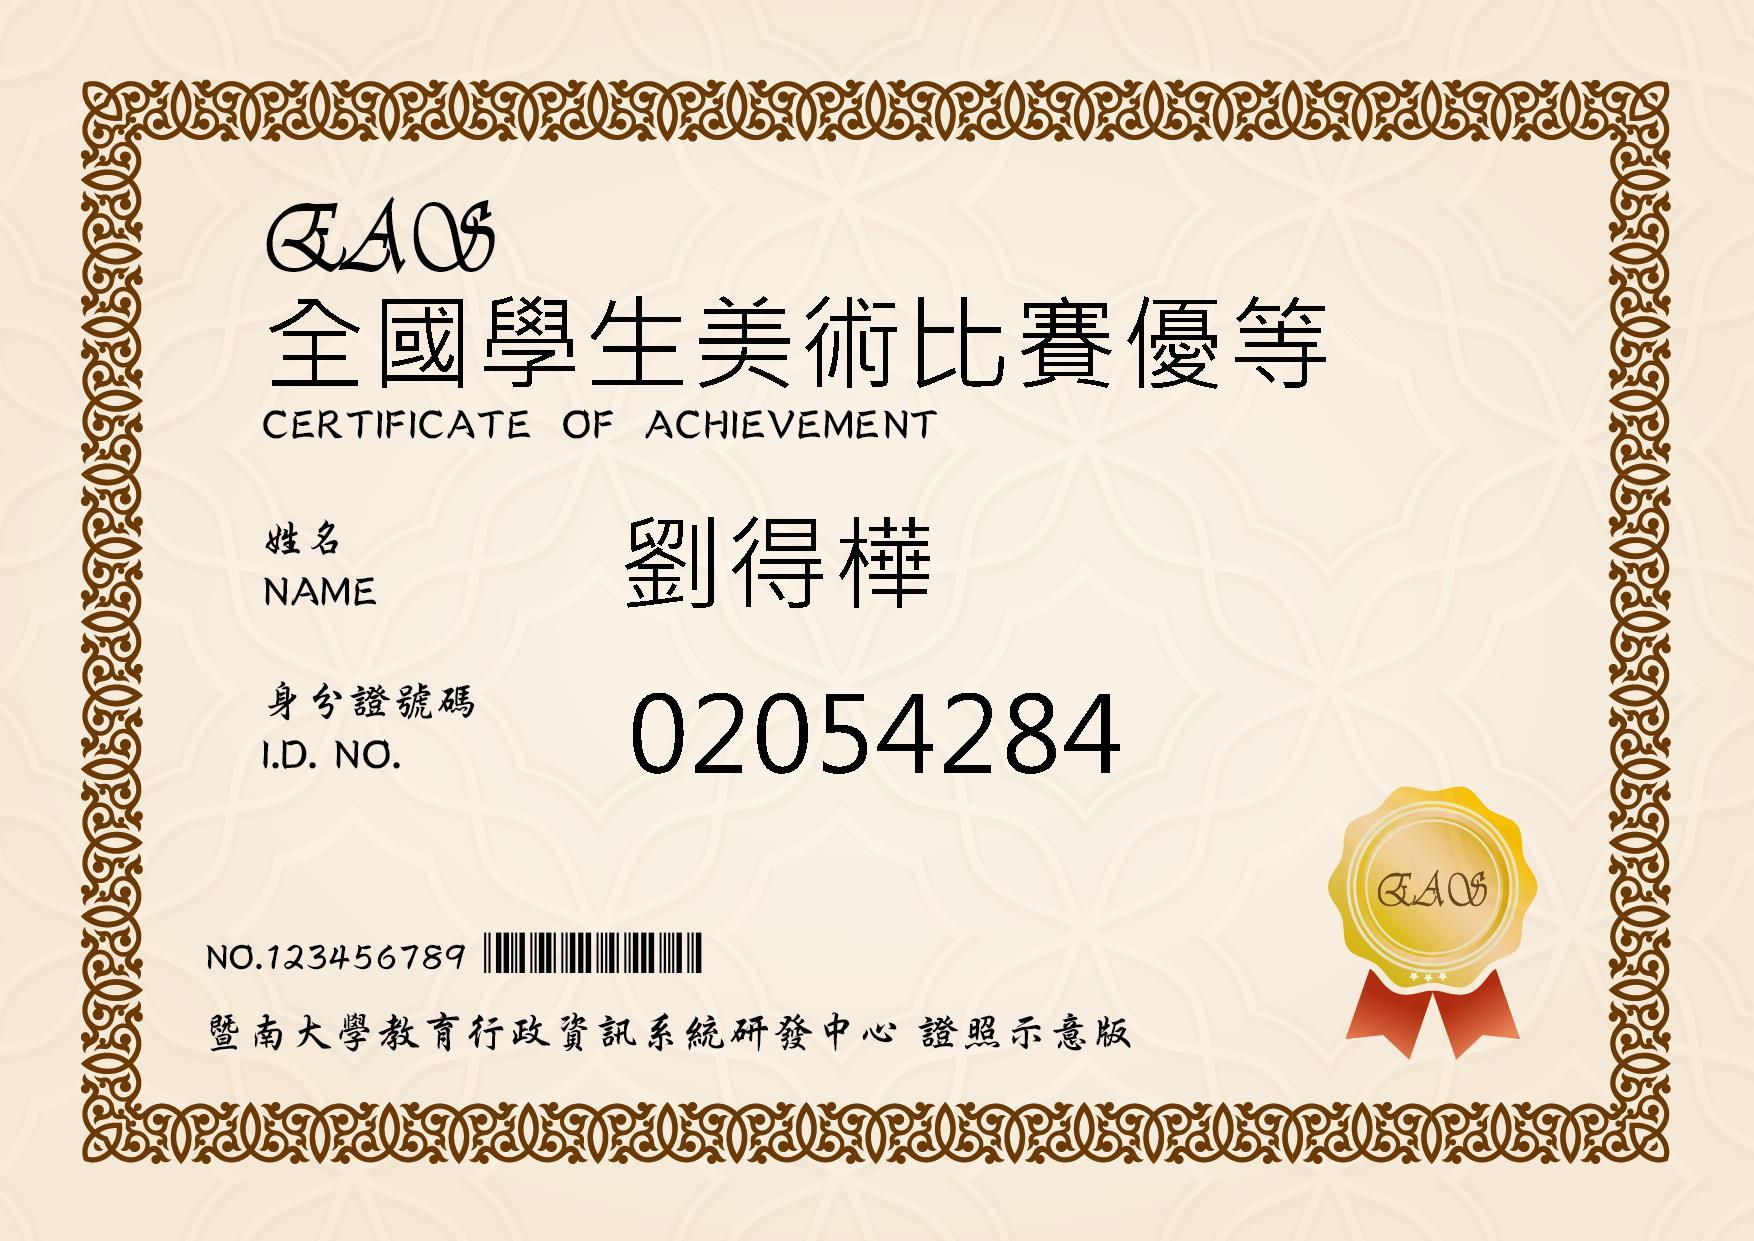 EAS
全國學生美術比賽優等
CERTIFICATE OF ACHIEVEMENT
姓名
NAME
劉得樺
身分證號碼
I.D. NO.
02054284
EAS
NO.123456789
暨南大學教育行政資訊系統研發中心 證照示意版